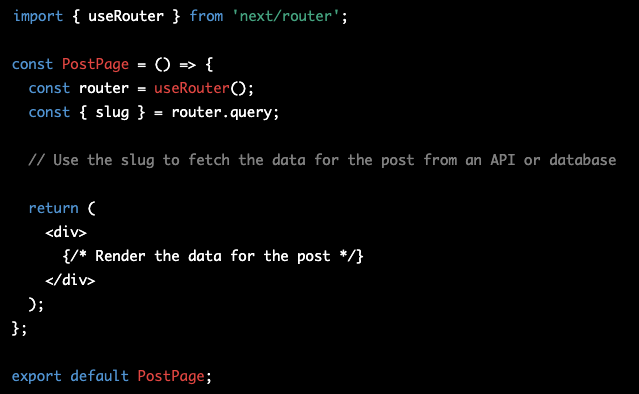 import { useRouter } from 'next/router';
const PostPage = () => {
const router = useRouter();
const { slug } = router.query;
// Use the slug to fetch the data for the post from an API or database
return (
<div>
{/* Render the data for the post */}
</div>
);
};
export default PostPage;